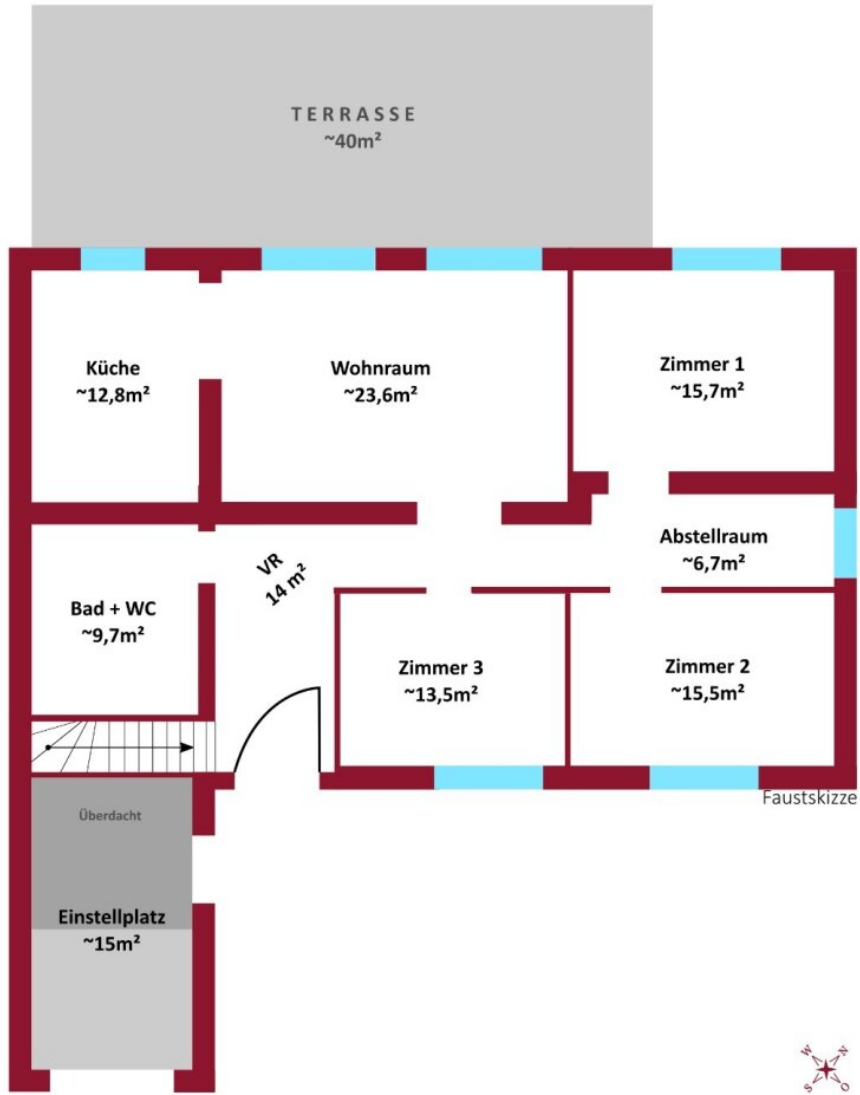 TERRASSE
~40m²
Küche
~12,8m²
Wohnraum
~23,6m²
Zimmer 1
~15,7m²
Abstellraum
~6,7m²
VR
14 m²
Bad + WC
~9,7m²
Zimmer 3
~13,5m²
Zimmer 2
~15,5m²
Faustskizze
Überdacht
Einstellplatz
~15m²
W N
S O